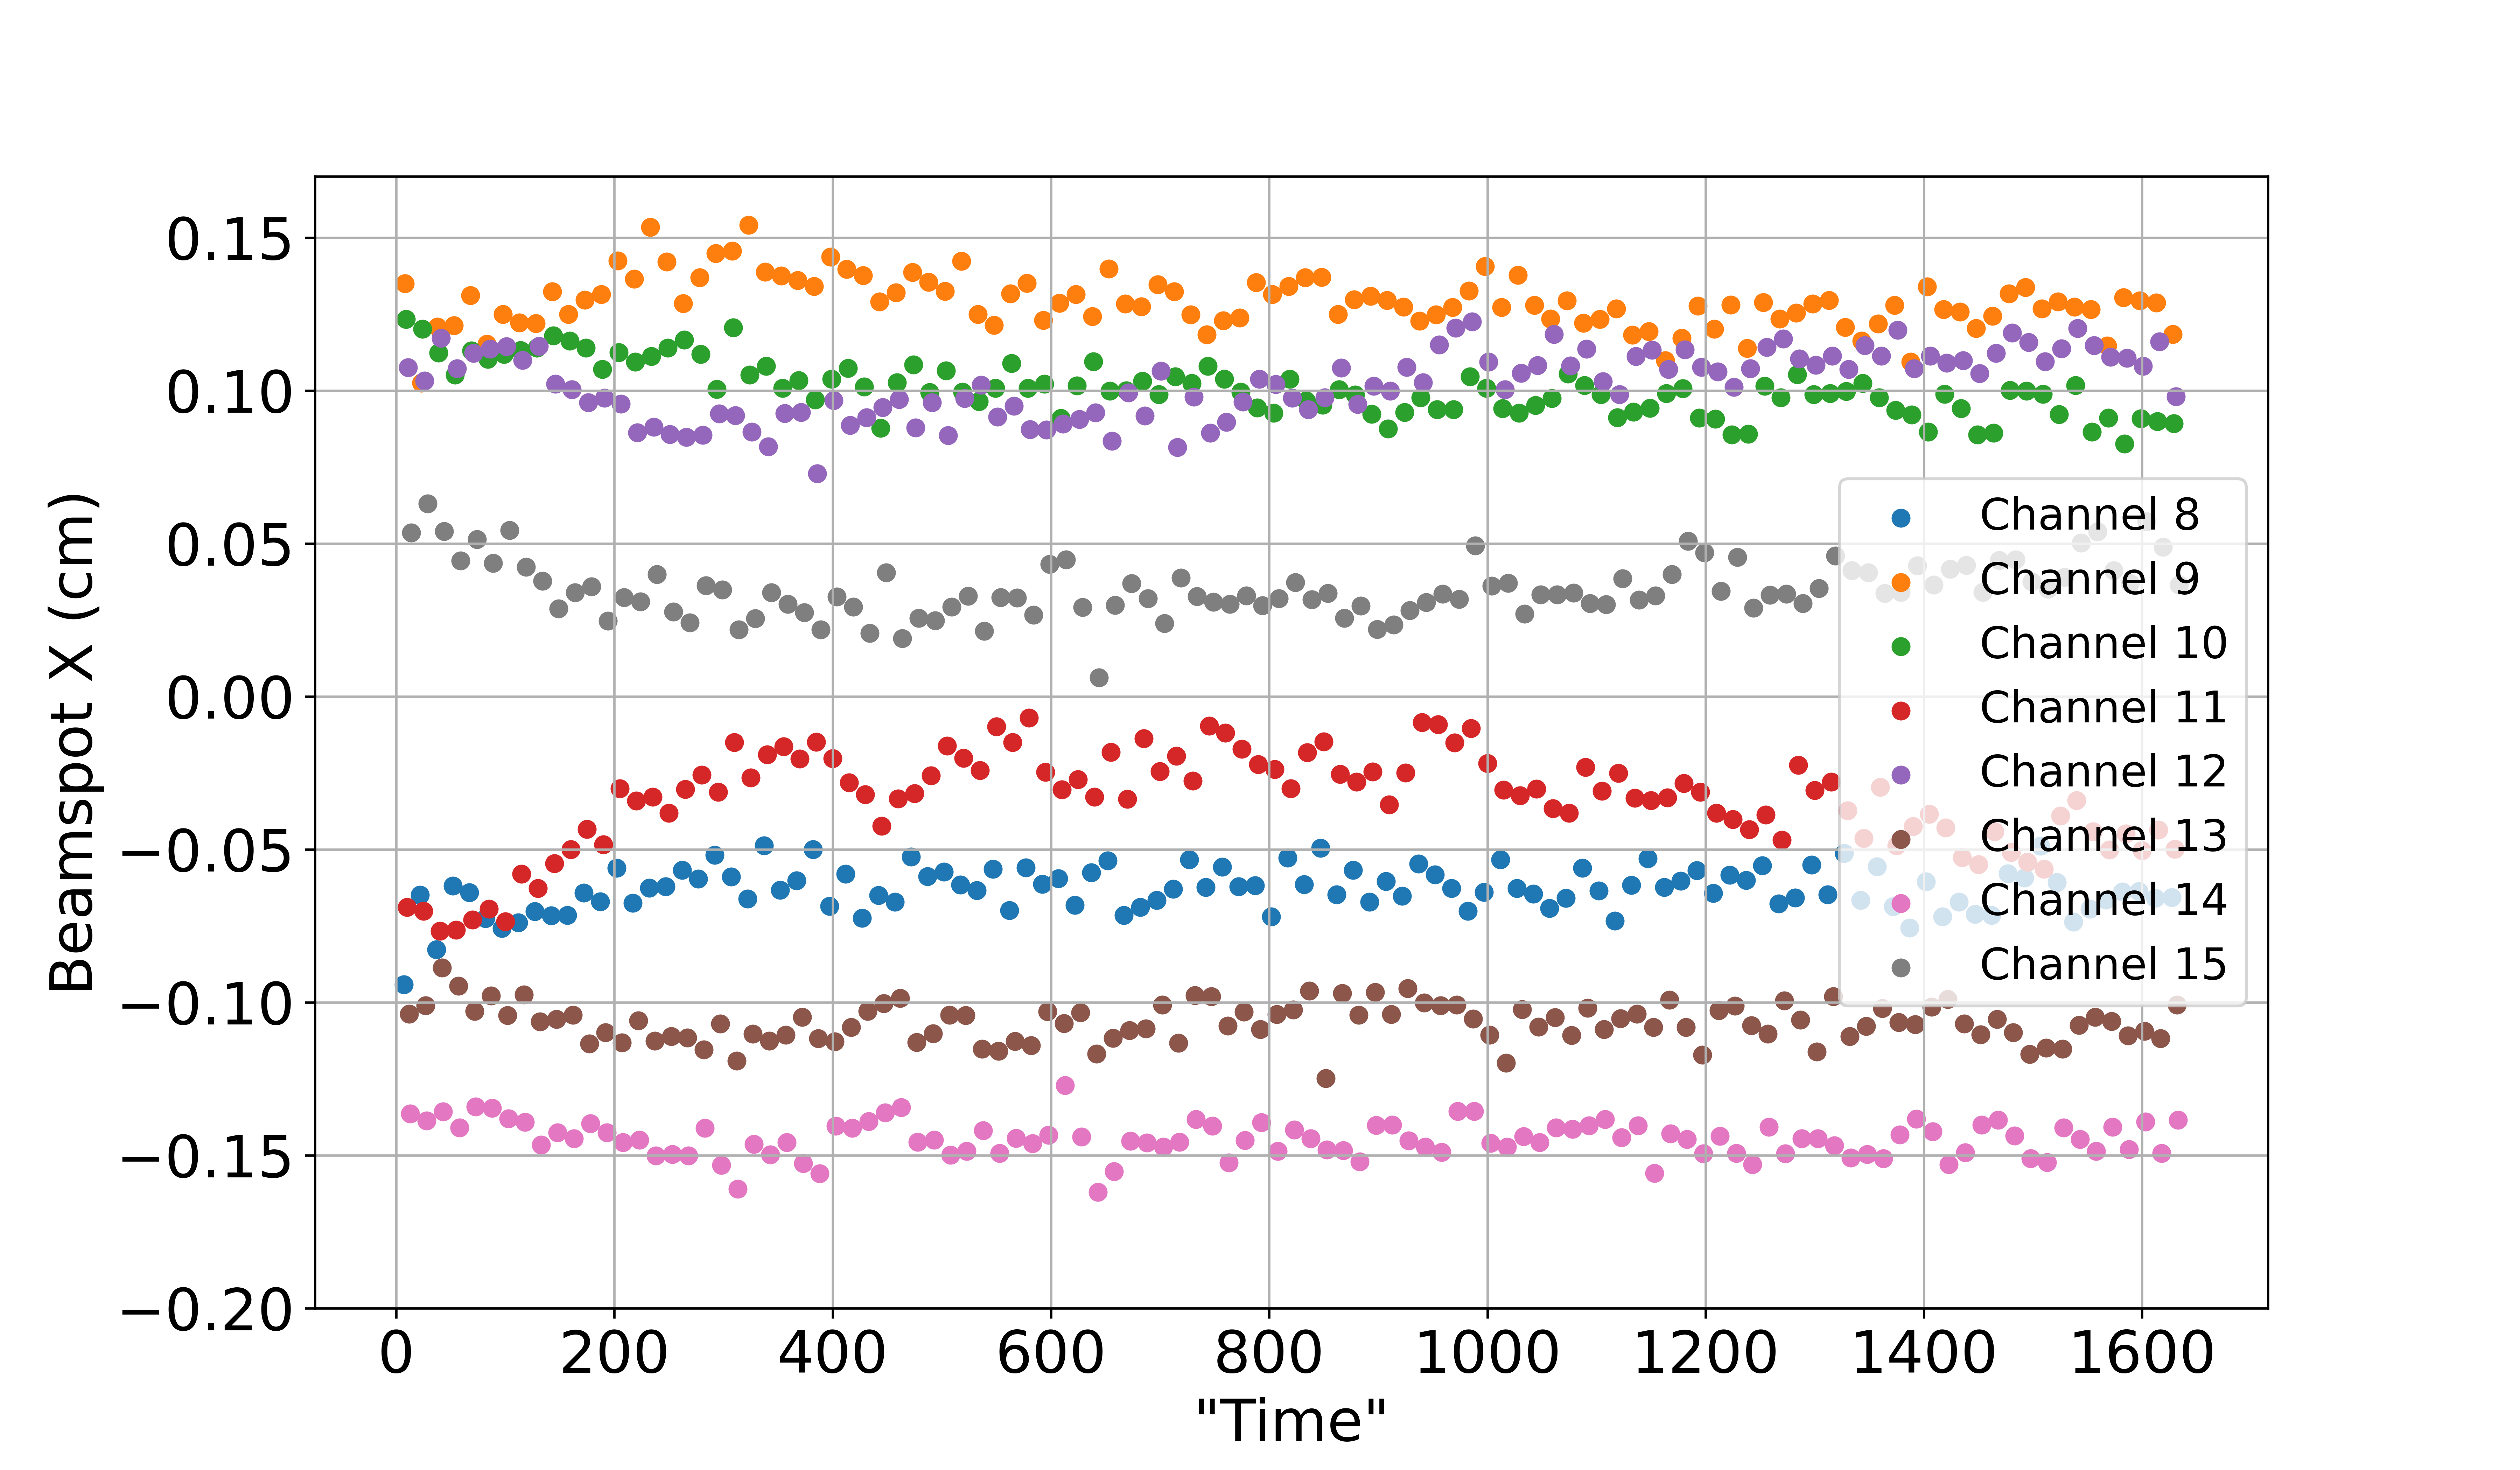 0.15
0.10
0.05
0.00
−0.05
−0.10
−0.15
−0.20
Beamspot X (cm)
0 200 400 600 800 1000 1200 1400 1600
"Time"
Channel 8
Channel 9
Channel 10
Channel 11
Channel 12
Channel 13
Channel 14
Channel 15